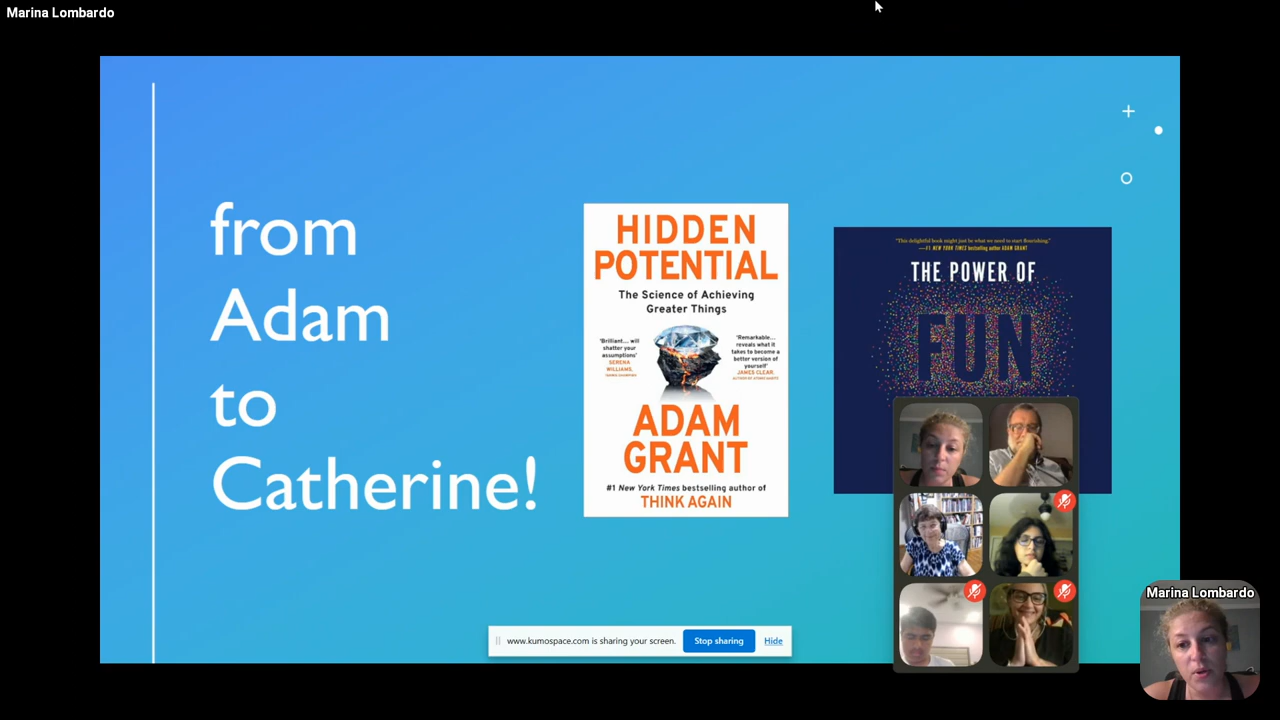 Marina Lombardo
from
Adam
to
Catherine!
HIDDEN
POTENTIAL
The Science of Achieving
Greater Things
'Brilliant... will
shatter your
assumptions'
SERENA
WILLIAMS,
'Remarkable...
reveals what it
takes to become a
better version of
yourself'
JAMES CLEAR,
AUTHOR OF ATOMIC HABITS
ADAM
GRANT
#1 New York Times bestselling author of
THINK AGAIN
"This delightful book might just be what we need to start flourishing."
—#1 NEW YORK TIMES bestselling author ADAM GRANT
THE POWER OF
FUN
www.kumospace.com is sharing your screen.
Stop sharing
Hide
Marina Lombardo